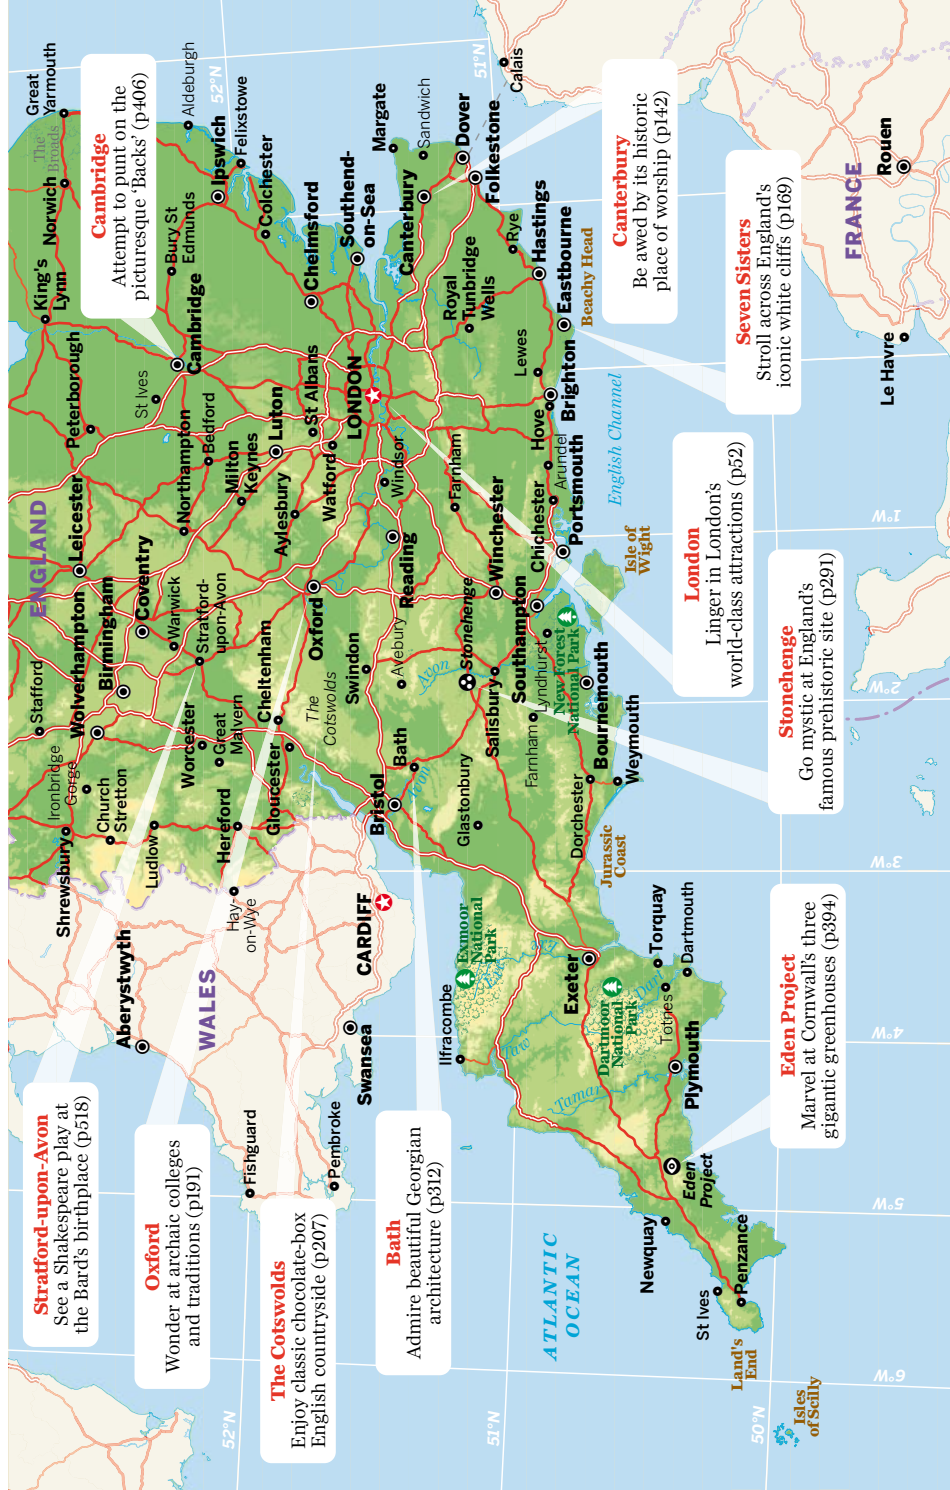 Stratford-upon-Avon
See a Shakespeare play at
the Bard's birthplace (p518)
Oxford
Wonder at archaic colleges
and traditions (p191)
The Cotswolds
Enjoy classic chocolate-box
English countryside (p207)
Bath
Admire beautiful Georgian
architecture (p312)
Eden Project
Marvel at Cornwall's three
gigantic greenhouses (p394)
Stonehenge
Go mystic at England's
famous prehistoric site (p291)
London
Linger in London's
world-class attractions (p52)
Seven Sisters
Stroll across England's
iconic white cliffs (p169)
Canterbury
Be awed by its historic
place of worship (p142)
Cambridge
Attempt to punt on the
picturesque ‘Backs’ (p406)
ENGLAND
WALES
FRANCE
ATLANTIC
OCEAN
English Channel
Stafford
Shrewsbury
Ironbridge
Gorge
Wolverhampton
Birmingham
Leicester
Peterborough
King's
Lynn
Norwich
The
Broads
Great
Yarmouth
Church
Stretton
Ludlow
Coventry
Warwick
Stratford-
upon-Avon
Northampton
Bedford
St Ives
Cambridge
Bury St
Edmunds
Aldeburgh
Ipswich
Felixstowe
Colchester
Aberystwyth
Hay-
on-Wye
Hereford
Worcester
Great
Malvern
Cheltenham
Gloucester
The
Cotswolds
Oxford
Aylesbury
Milton
Keynes
Luton
St Albans
Watford
Chelmsford
Southend-
on-Sea
LONDON
Fishguard
Pembroke
Swansea
CARDIFF
Bristol
Bath
Avon
Swindon
Avebury
Reading
Windsor
Farnham
Canterbury
Margate
Sandwich
Dover
Folkestone
Calais
Royal
Tunbridge
Wells
Rye
Hastings
Eastbourne
Beachy Head
Lewes
Brighton
Hove
Arundel
Chichester
Portsmouth
Isle of
Wight
Winchester
Southampton
Stonehenge
Avon
Salisbury
Lyndhurst
New Forest
National Park
Farnham
Bournemouth
Weymouth
Dorchester
Jurassic
Coast
Glastonbury
Exmoor
National
Park
Ilfracombe
Exe
Taw
Tamar
Dart
Exeter
Dartmoor
National
Park
Torquay
Dartmouth
Totnes
Plymouth
Eden
Project
Newquay
St Ives
Penzance
Land's
End
Isles
of Scilly
Le Havre
Rouen
52°N
51°N
52°N
51°N
50°N
1°W
2°W
3°W
4°W
5°W
6°W